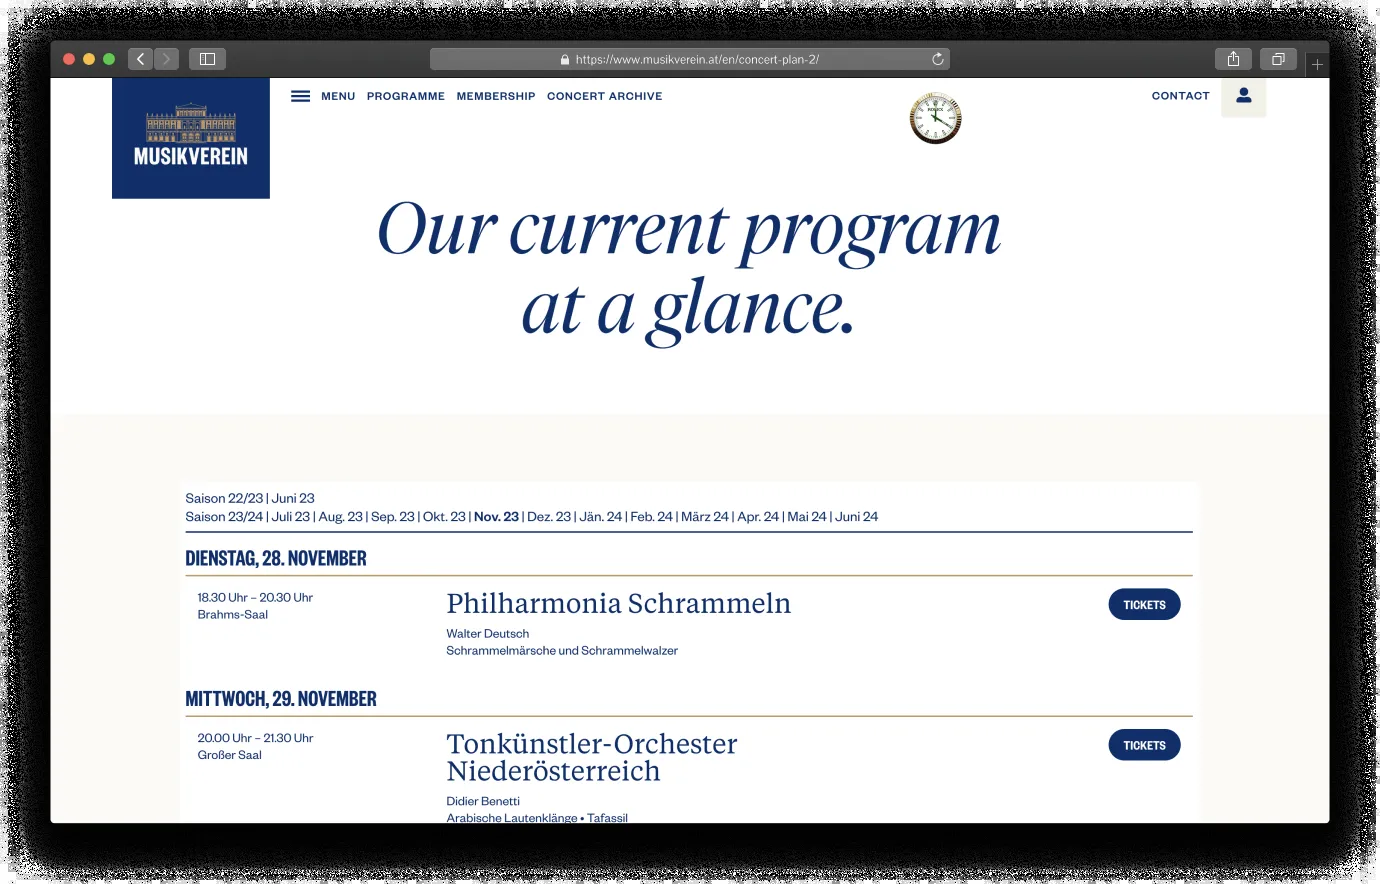 https://www.musikverein.at/en/concert-plan-2/
MENU PROGRAMME MEMBERSHIP CONCERT ARCHIVE
CONTACT
MUSIKVEREIN
ROLEX
Our current program
at a glance.
Saison 22/23 | Juni 23
Saison 23/24 | Juli 23 | Aug. 23 | Sep. 23 | Okt. 23 | Nov. 23 | Dez. 23 | Jän. 24 | Feb. 24 | März 24 | Apr. 24 | Mai 24 | Juni 24
DIENSTAG, 28. NOVEMBER
18.30 Uhr – 20.30 Uhr
Brahms-Saal
Philharmonia Schrammeln
Walter Deutsch
Schrammelmärsche und Schrammelwalzer
TICKETS
MITTWOCH, 29. NOVEMBER
20.00 Uhr – 21.30 Uhr
Großer Saal
Tonkünstler-Orchester
Niederösterreich
Didier Benetti
Arabische Lautenklänge • Tafassil
TICKETS